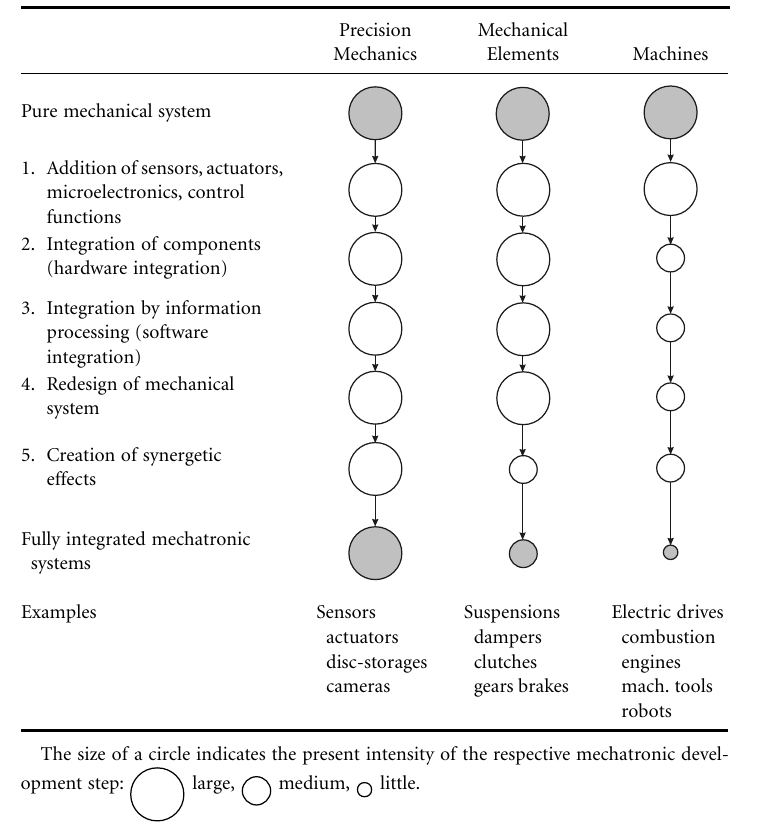 Precision Mechanical
Mechanics Elements Machines
Pure mechanical system
1. Addition of sensors, actuators,
microelectronics, control
functions
2. Integration of components
(hardware integration)
3. Integration by information
processing (software
integration)
4. Redesign of mechanical
system
5. Creation of synergetic
effects
Fully integrated mechatronic
systems
Examples Sensors Suspensions Electric drives
actuators dampers combustion
disc-storages clutches engines
cameras gears brakes mach. tools
robots
The size of a circle indicates the present intensity of the respective mechatronic devel-
opment step: large, medium, little.